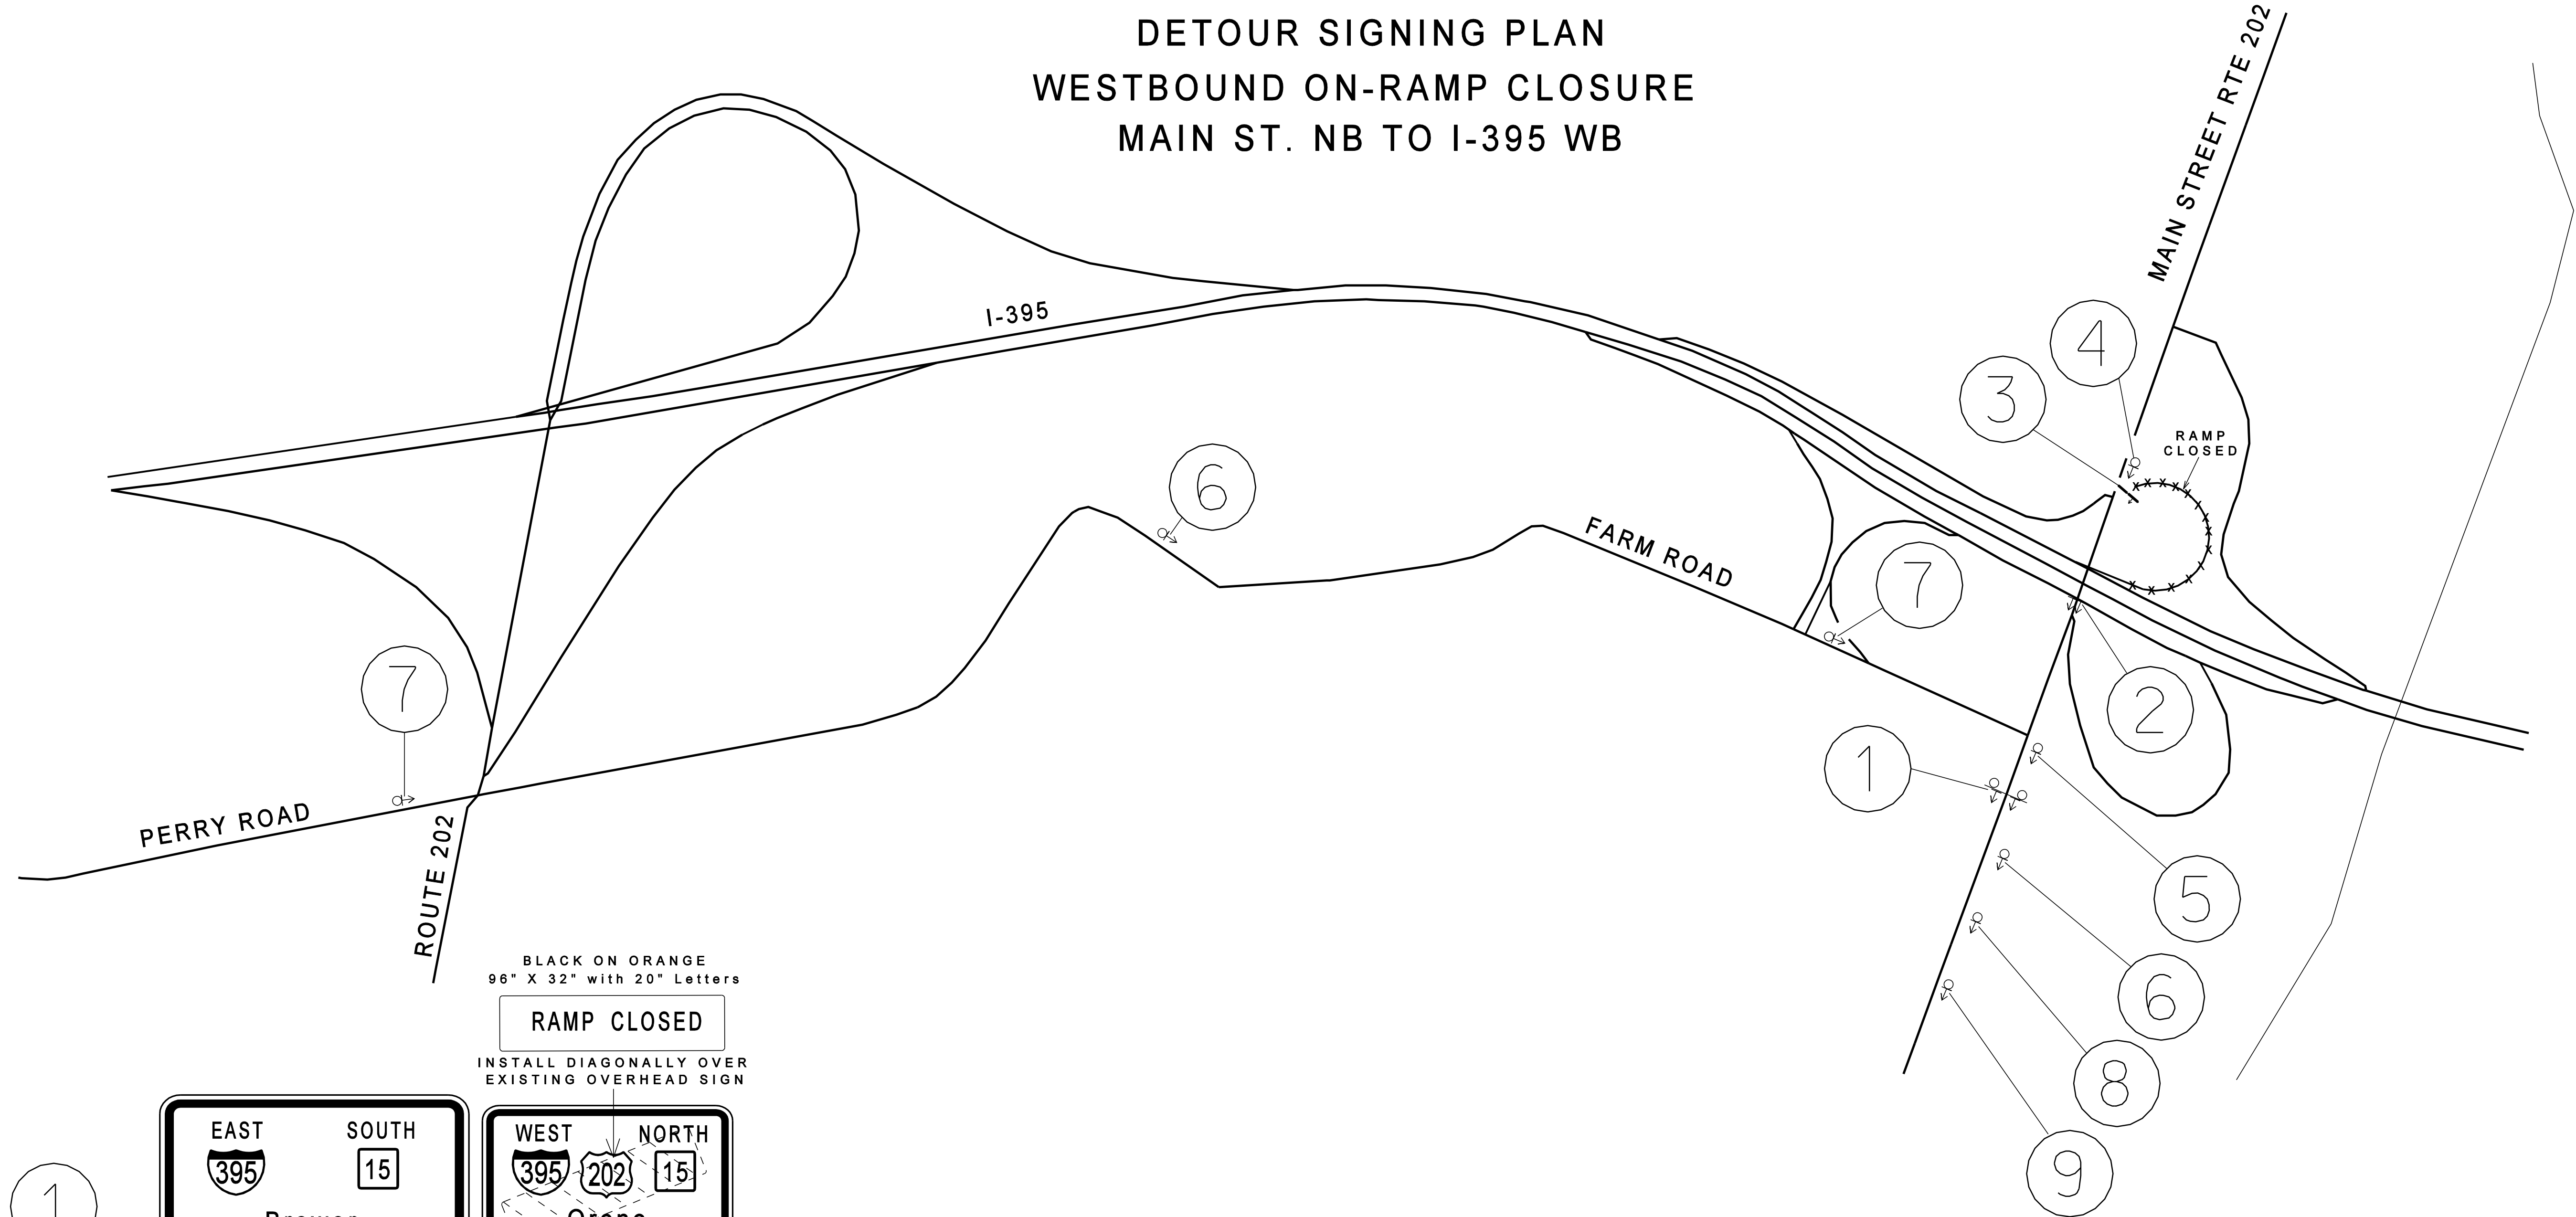 DETOUR SIGNING PLAN
WESTBOUND ON-RAMP CLOSURE
MAIN ST. NB TO I-395 WB
MAIN STREET RTE 202
I-395
4
3
RAMP
CLOSED
6
FARM ROAD
7
7
2
1
PERRY ROAD
ROUTE 202
5
6
8
9
BLACK ON ORANGE
96" X 32" with 20" Letters
RAMP CLOSED
INSTALL DIAGONALLY OVER
EXISTING OVERHEAD SIGN
1
EAST SOUTH
395 15
WEST NORTH
395 202 15